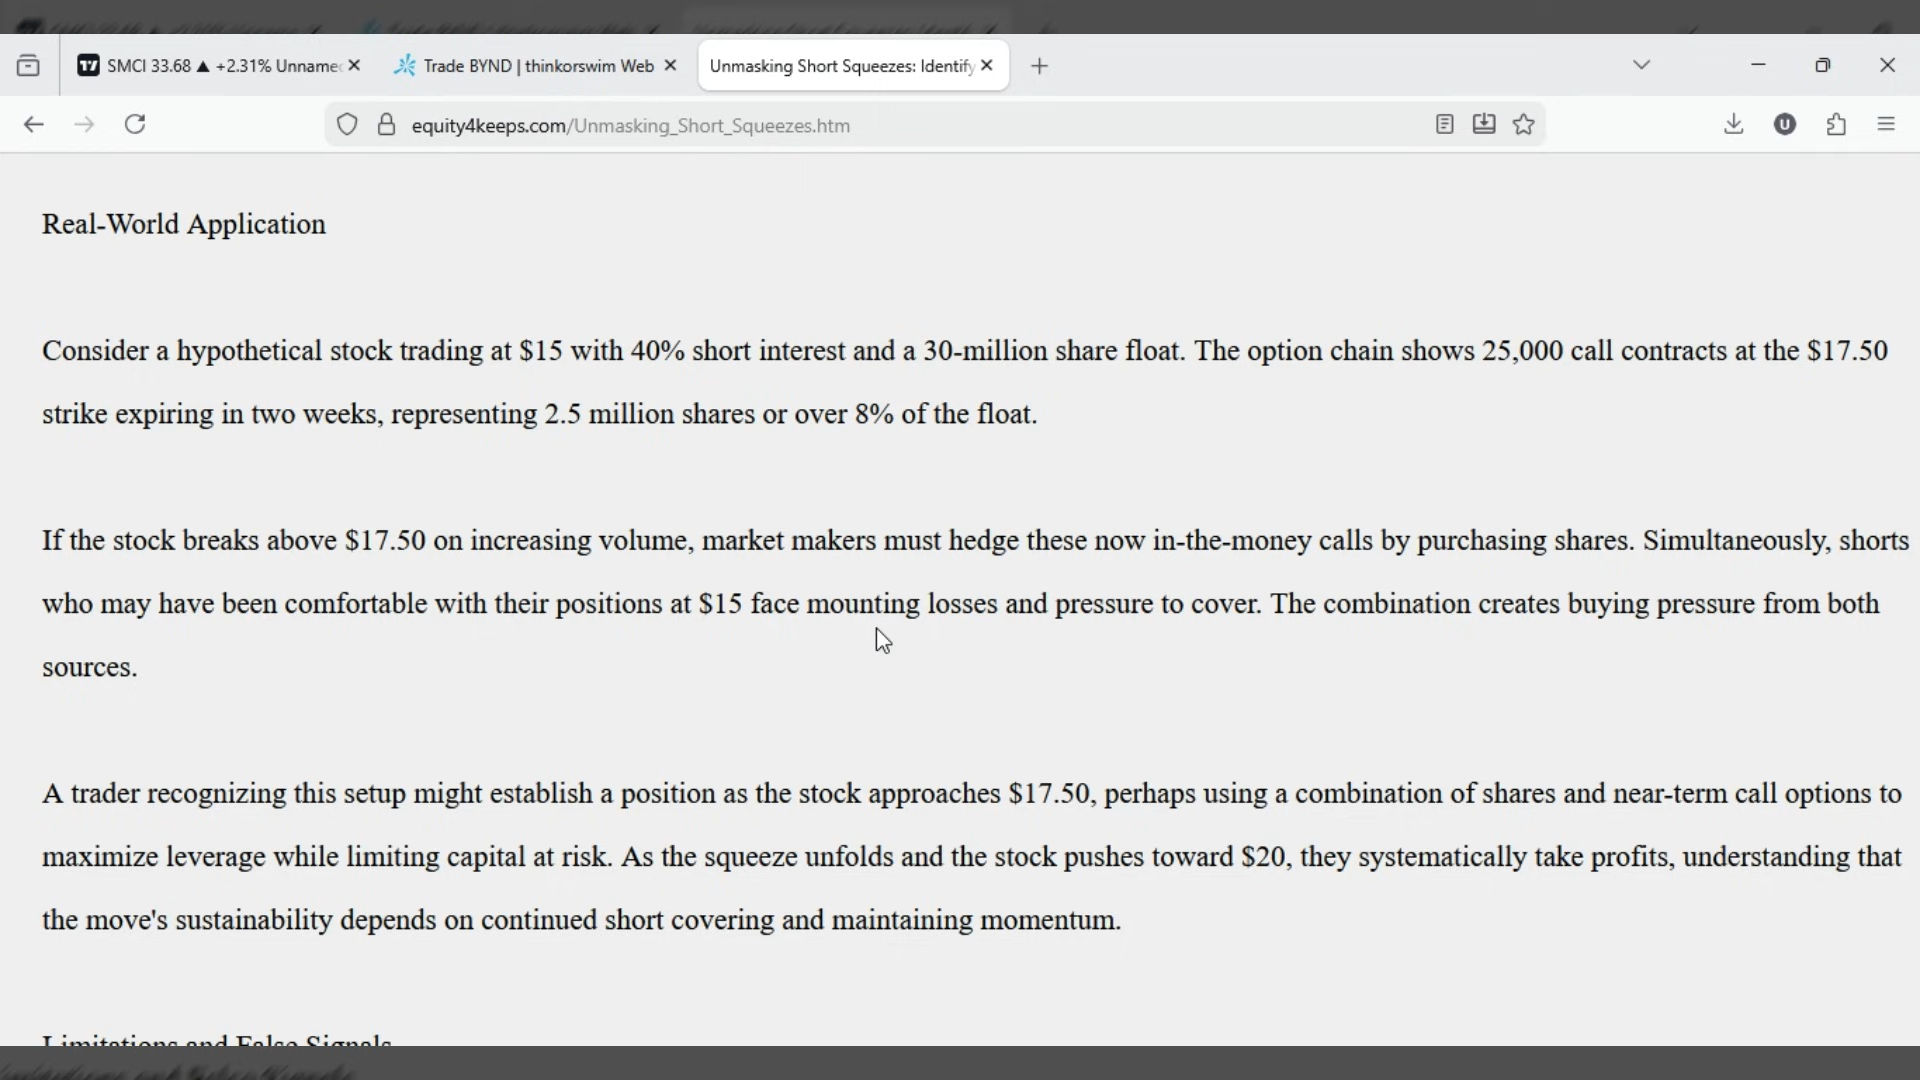 SMCI 33.68 ▲ +2.31% Unname
Trade BYND | thinkorswim Web
Unmasking Short Squeezes: Identify
equity4keeps.com/Unmasking_Short_Squeezes.htm
Real-World Application
Consider a hypothetical stock trading at $15 with 40% short interest and a 30-million share float. The option chain shows 25,000 call contracts at the $17.50
strike expiring in two weeks, representing 2.5 million shares or over 8% of the float.
If the stock breaks above $17.50 on increasing volume, market makers must hedge these now in-the-money calls by purchasing shares. Simultaneously, shorts
who may have been comfortable with their positions at $15 face mounting losses and pressure to cover. The combination creates buying pressure from both
sources.
A trader recognizing this setup might establish a position as the stock approaches $17.50, perhaps using a combination of shares and near-term call options to
maximize leverage while limiting capital at risk. As the squeeze unfolds and the stock pushes toward $20, they systematically take profits, understanding that
the move's sustainability depends on continued short covering and maintaining momentum.
Limitations and False Signals